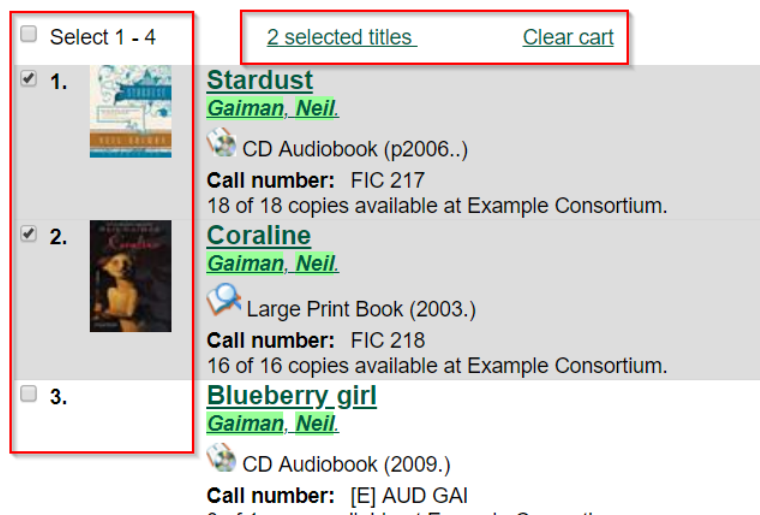 Select 1 - 4
2 selected titles
Clear cart
1.
STARDUST
Stardust
Gaiman, Neil.
CD Audiobook (p2006..)
Call number: FIC 217
18 of 18 copies available at Example Consortium.
2.
Coraline
Coraline
Gaiman, Neil.
Large Print Book (2003.)
Call number: FIC 218
16 of 16 copies available at Example Consortium.
3.
Blueberry girl
Gaiman, Neil.
CD Audiobook (2009.)
Call number: [E] AUD GAI